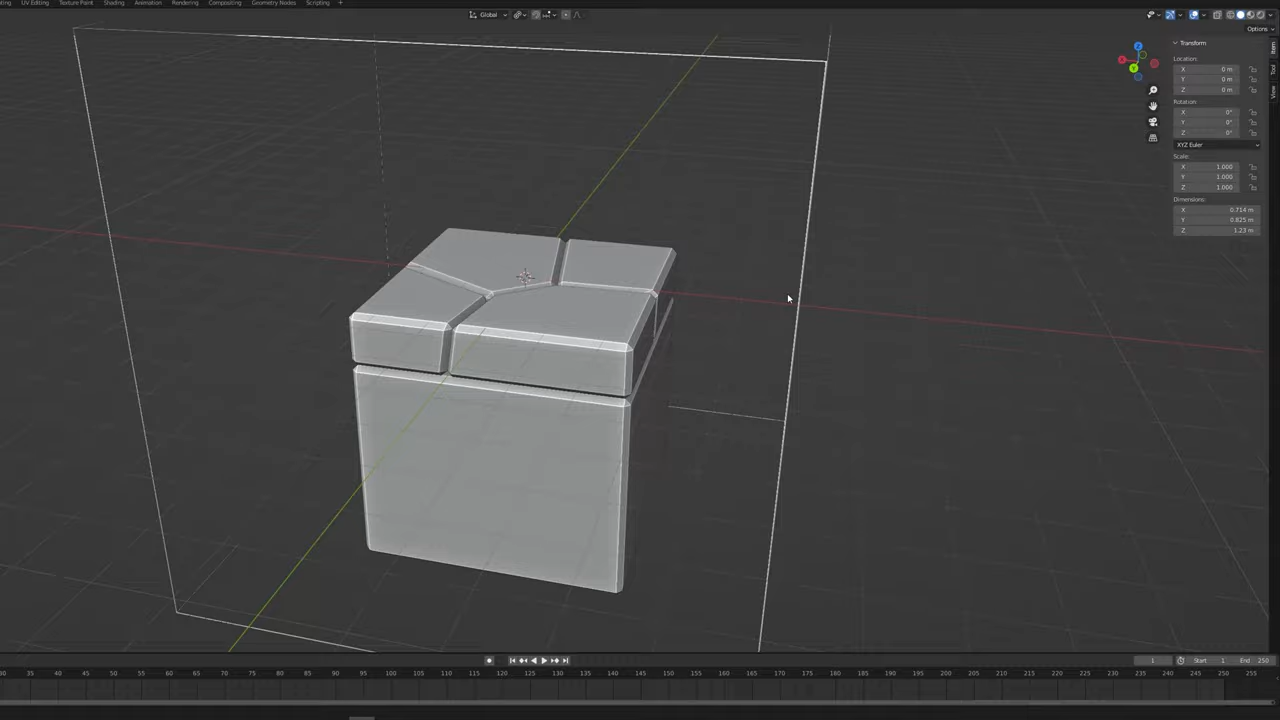 UV Editing Texture Paint Shading Animation Rendering Compositing Geometry Nodes Scripting +
Global
Options
Transform
Location:
X 0 m
Y 0 m
Z 0 m
Rotation:
X 0°
Y 0°
Z 0°
XYZ Euler
Scale:
X 1.000
Y 1.000
Z 1.000
Dimensions:
X 0.714 m
Y 0.825 m
Z 1.23 m
Item
Tool
View
Z
X
Y
1 Start 1 End 250
30 35 40 45 50 55 60 65 70 75 80 85 90 95 100 105 110 115 120 125 130 135 140 145 150 155 160 165 170 175 180 185 190 195 200 205 210 215 220 225 230 235 240 245 250 255